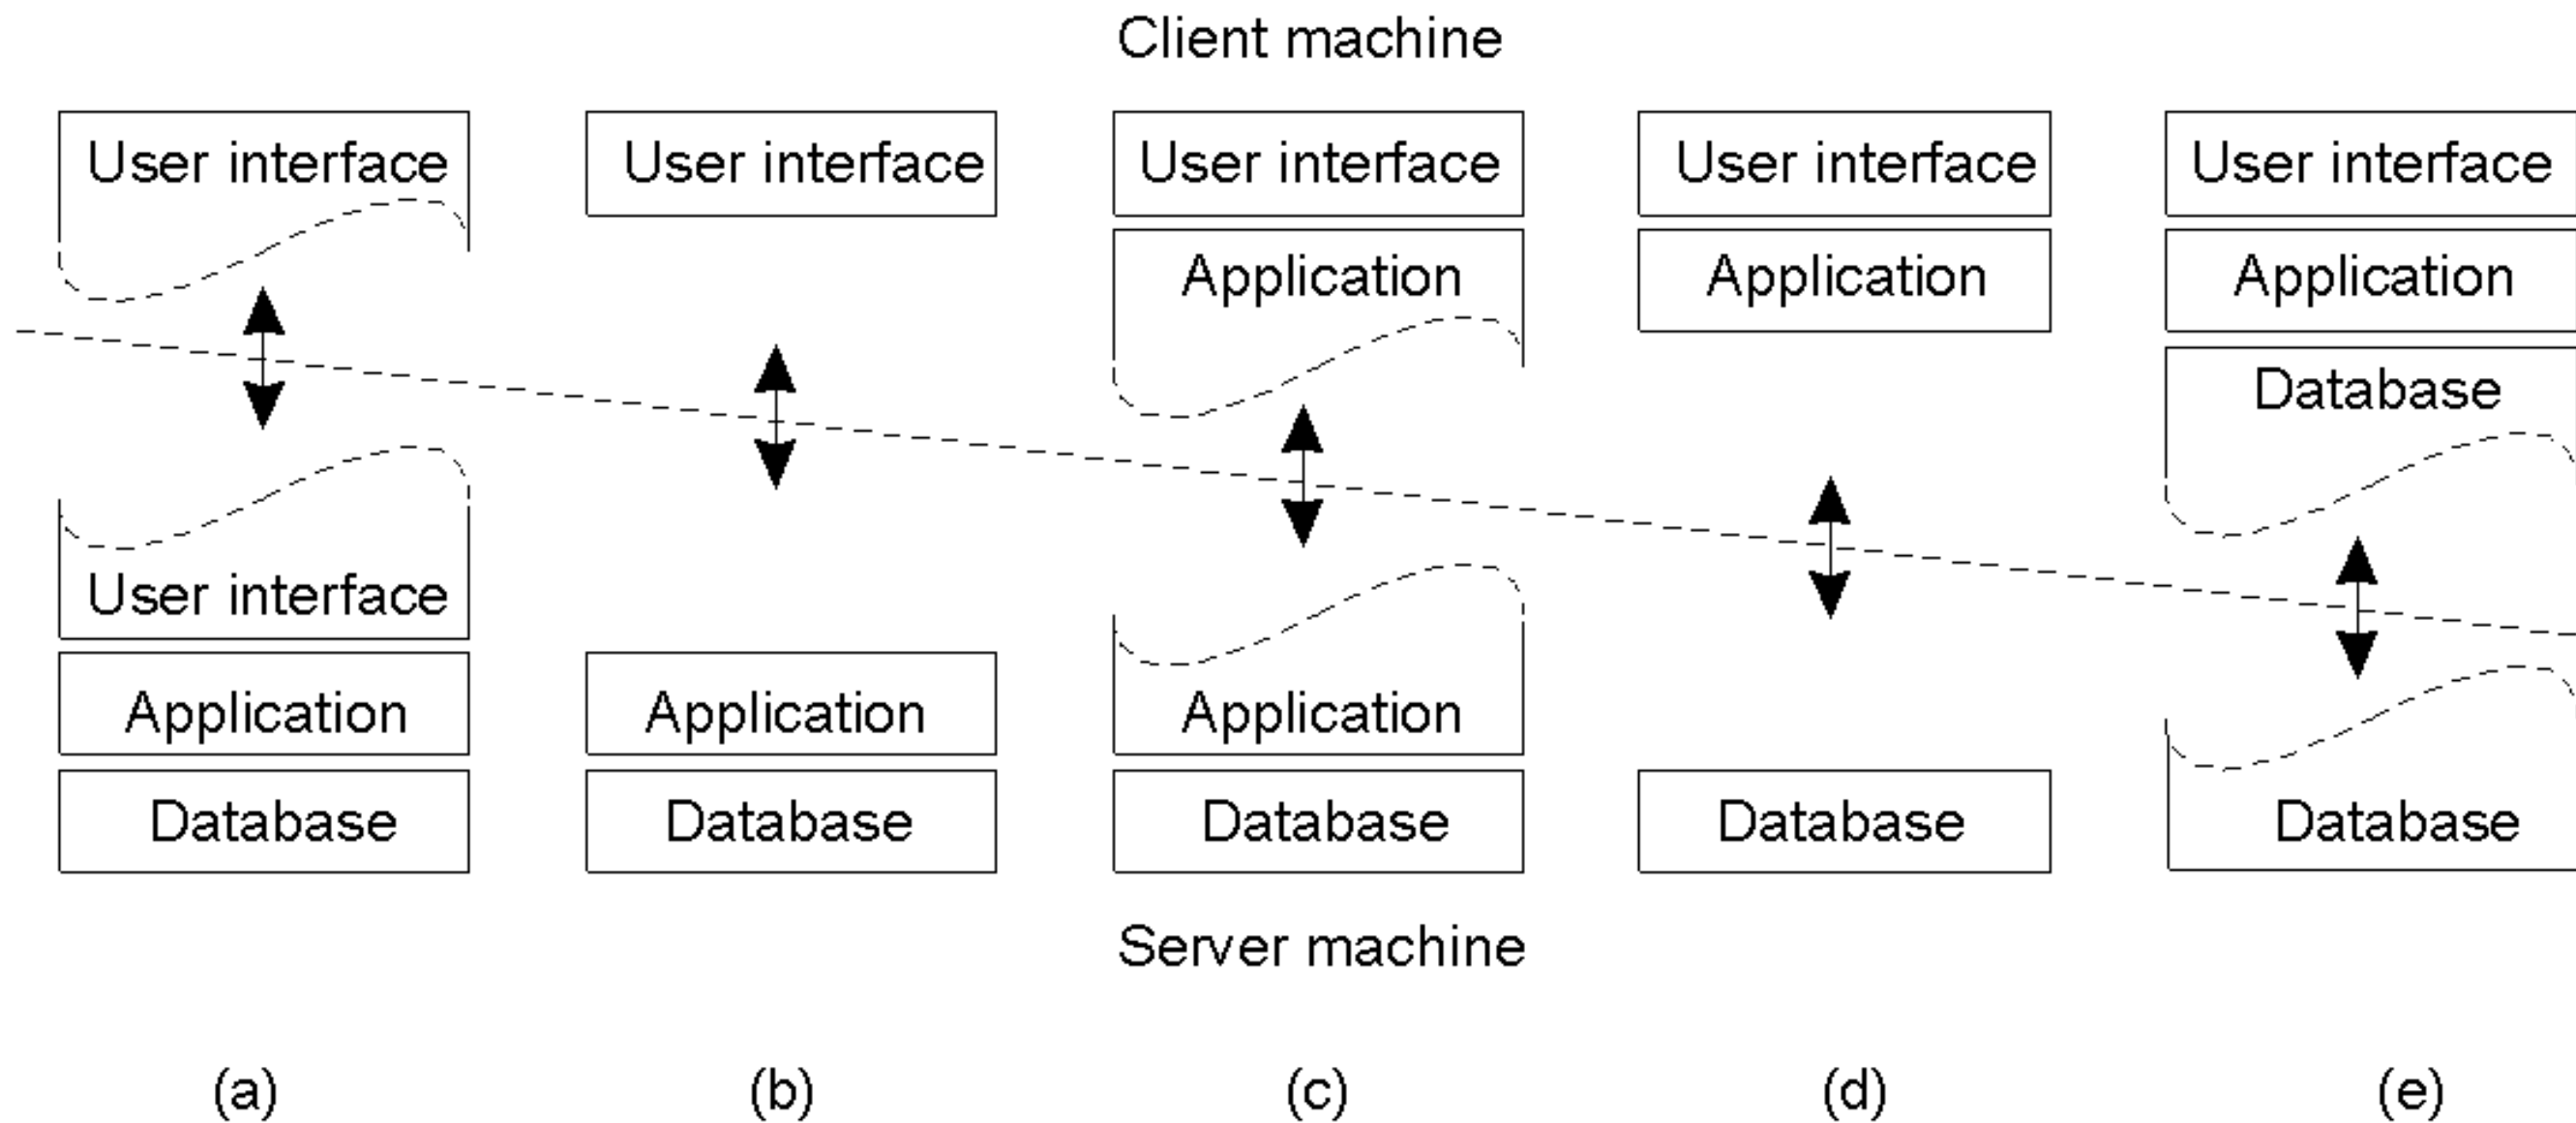 Client machine
User interface
User interface
User interface
User interface
User interface
Application
Application
Application
Database
User interface
Application
Application
Application
Database
Database
Database
Database
Database
Server machine
(a)
(b)
(c)
(d)
(e)